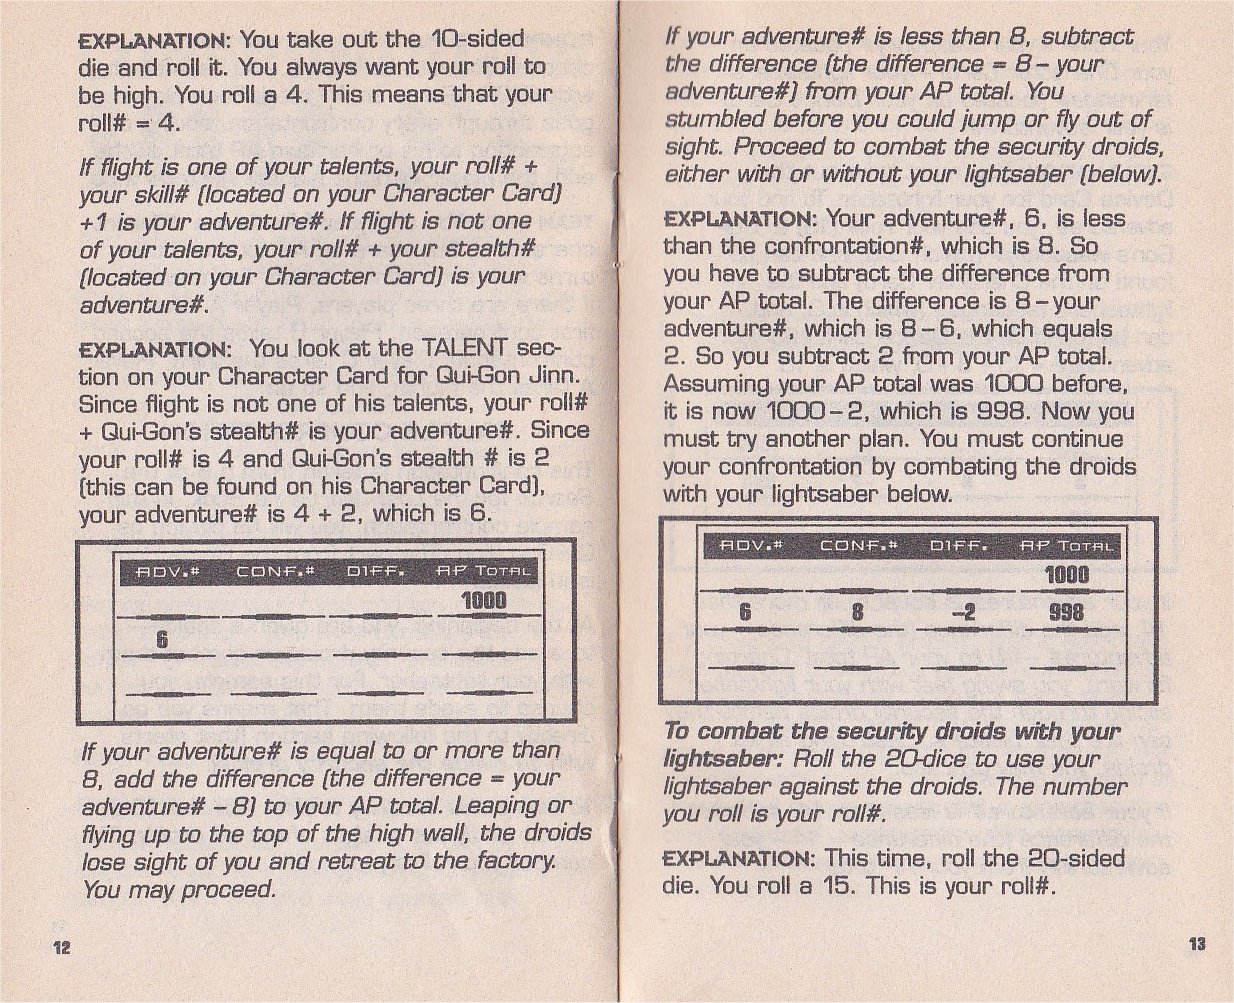 EXPLANATION: You take out the 10-sided
die and roll it. You always want your roll to
be high. You roll a 4. This means that your
roll# = 4.
If flight is one of your talents, your roll# +
your skill# (located on your Character Card)
+1 is your adventure#. If flight is not one
of your talents, your roll# + your stealth#
(located on your Character Card) is your
adventure#.
EXPLANATION: You look at the TALENT sec-
tion on your Character Card for Qui-Gon Jinn.
Since flight is not one of his talents, your roll#
+ Qui-Gon's stealth# is your adventure#. Since
your roll# is 4 and Qui-Gon's stealth # is 2
(this can be found on his Character Card),
your adventure# is 4 + 2, which is 6.
ADV.# CONF.# DIFF. AP TOTAL
1000
6
If your adventure# is equal to or more than
8, add the difference (the difference = your
adventure# – 8) to your AP total. Leaping or
flying up to the top of the high wall, the droids
lose sight of you and retreat to the factory.
You may proceed.
12
If your adventure# is less than 8, subtract
the difference (the difference = 8 – your
adventure#) from your AP total. You
stumbled before you could jump or fly out of
sight. Proceed to combat the security droids,
either with or without your lightsaber (below).
EXPLANATION: Your adventure#, 6, is less
than the confrontation#, which is 8. So
you have to subtract the difference from
your AP total. The difference is 8 – your
adventure#, which is 8 – 6, which equals
2. So you subtract 2 from your AP total.
Assuming your AP total was 1000 before,
it is now 1000 – 2, which is 998. Now you
must try another plan. You must continue
your confrontation by combating the droids
with your lightsaber below.
ADV.# CONF.# DIFF. AP TOTAL
1000
6 8 –2 998
To combat the security droids with your
lightsaber: Roll the 20-dice to use your
lightsaber against the droids. The number
you roll is your roll#.
EXPLANATION: This time, roll the 20-sided
die. You roll a 15. This is your roll#.
13